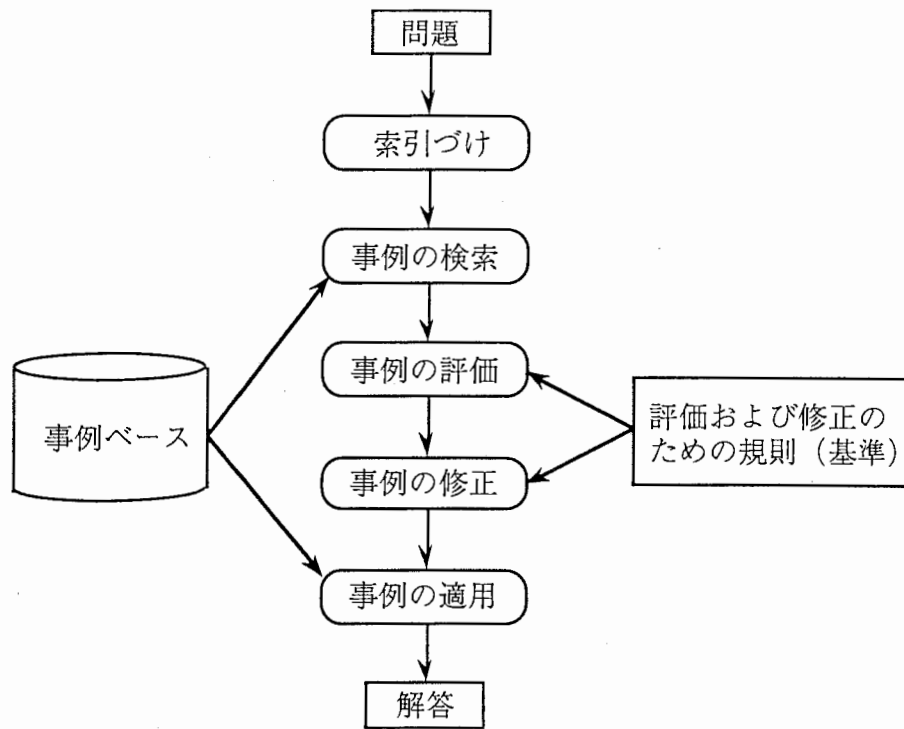 問題
索引づけ
事例の検索
事例の評価
事例ベース
評価および修正の
ための規則（基準）
事例の修正
事例の適用
解答